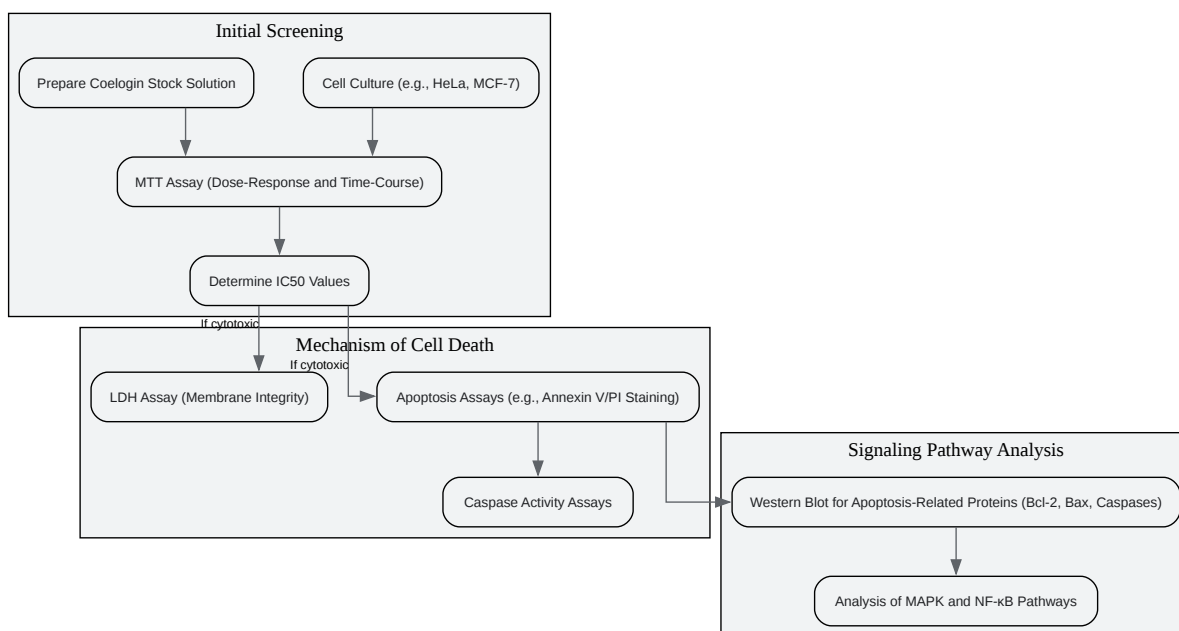 Initial Screening
Prepare Coelogin Stock Solution
Cell Culture (e.g., HeLa, MCF-7)
MTT Assay (Dose-Response and Time-Course)
Determine IC50 Values
If cytotoxic
Mechanism of Cell Death
If cytotoxic
LDH Assay (Membrane Integrity)
Apoptosis Assays (e.g., Annexin V/PI Staining)
Caspase Activity Assays
Signaling Pathway Analysis
Western Blot for Apoptosis-Related Proteins (Bcl-2, Bax, Caspases)
Analysis of MAPK and NF-κB Pathways